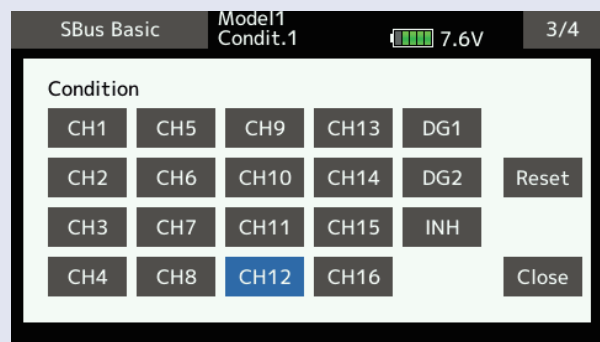 SBus Basic
Model1
Condit.1
7.6V
3/4
Condition
CH1 CH5 CH9 CH13 DG1
CH2 CH6 CH10 CH14 DG2 Reset
CH3 CH7 CH11 CH15 INH
CH4 CH8 CH12 CH16 Close